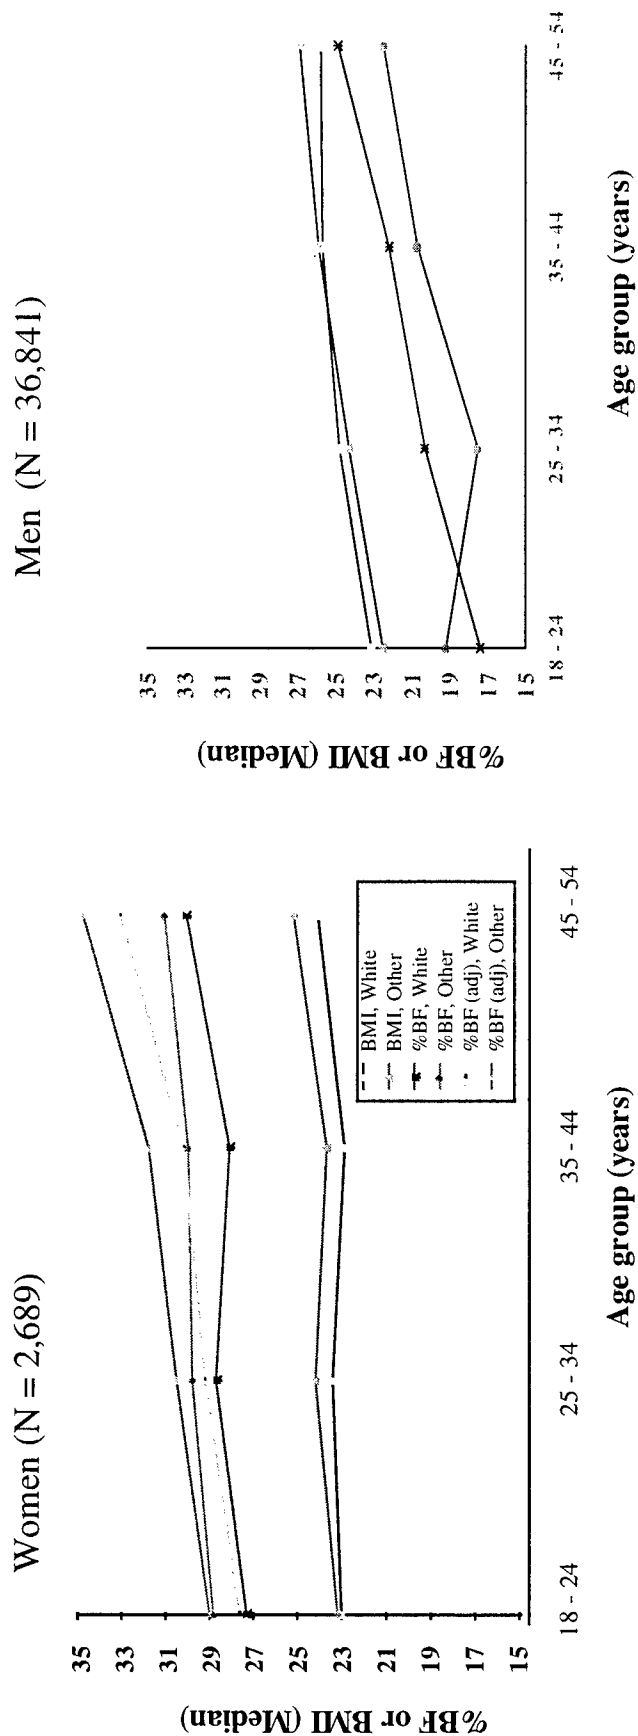 Women (N = 2,689)
%BF or BMI (Median)
35
33
31
29
27
25
23
21
19
17
15
18 - 24
25 - 34
35 - 44
45 - 54
Age group (years)
BMI, White
BMI, Other
%BF, White
%BF, Other
%BF (adj), White
%BF (adj), Other
Men (N = 36,841)
%BF or BMI (Median)
35
33
31
29
27
25
23
21
19
17
15
18 - 24
25 - 34
35 - 44
45 - 54
Age group (years)